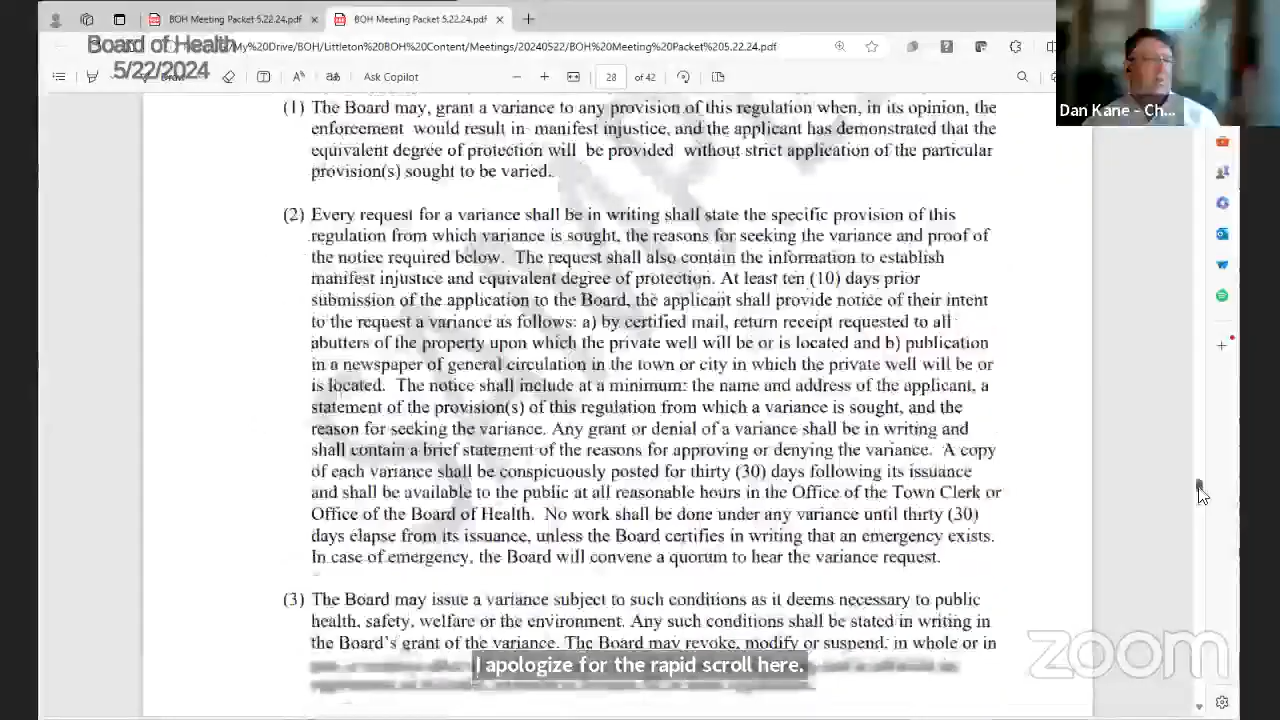 BOH Meeting Packet 5.22.24.pdf
BOH Meeting Packet 5.22.24.pdf
Board of Health
5/22/2024
/My%20Drive/BOH/Littleton%20BOH%20Content/Meetings/20240522/BOH%20Meeting%20Packet%205.22.24.pdf
Draw
Ask Copilot
28 of 42
Dan Kane - Ch...
(1) The Board may, grant a variance to any provision of this regulation when, in its opinion, the
enforcement would result in manifest injustice, and the applicant has demonstrated that the
equivalent degree of protection will be provided without strict application of the particular
provision(s) sought to be varied.
(2) Every request for a variance shall be in writing shall state the specific provision of this
regulation from which variance is sought, the reasons for seeking the variance and proof of
the notice required below. The request shall also contain the information to establish
manifest injustice and equivalent degree of protection. At least ten (10) days prior
submission of the application to the Board, the applicant shall provide notice of their intent
to the request a variance as follows: a) by certified mail, return receipt requested to all
abutters of the property upon which the private well will be or is located and b) publication
in a newspaper of general circulation in the town or city in which the private well will be or
is located. The notice shall include at a minimum: the name and address of the applicant, a
statement of the provision(s) of this regulation from which a variance is sought, and the
reason for seeking the variance. Any grant or denial of a variance shall be in writing and
shall contain a brief statement of the reasons for approving or denying the variance. A copy
of each variance shall be conspicuously posted for thirty (30) days following its issuance
and shall be available to the public at all reasonable hours in the Office of the Town Clerk or
Office of the Board of Health. No work shall be done under any variance until thirty (30)
days elapse from its issuance, unless the Board certifies in writing that an emergency exists.
In case of emergency, the Board will convene a quorum to hear the variance request.
(3) The Board may issue a variance subject to such conditions as it deems necessary to public
health, safety, welfare or the environment. Any such conditions shall be stated in writing in
the Board's grant of the variance. The Board may revoke, modify or suspend, in whole or in
I apologize for the rapid scroll here.
zoom